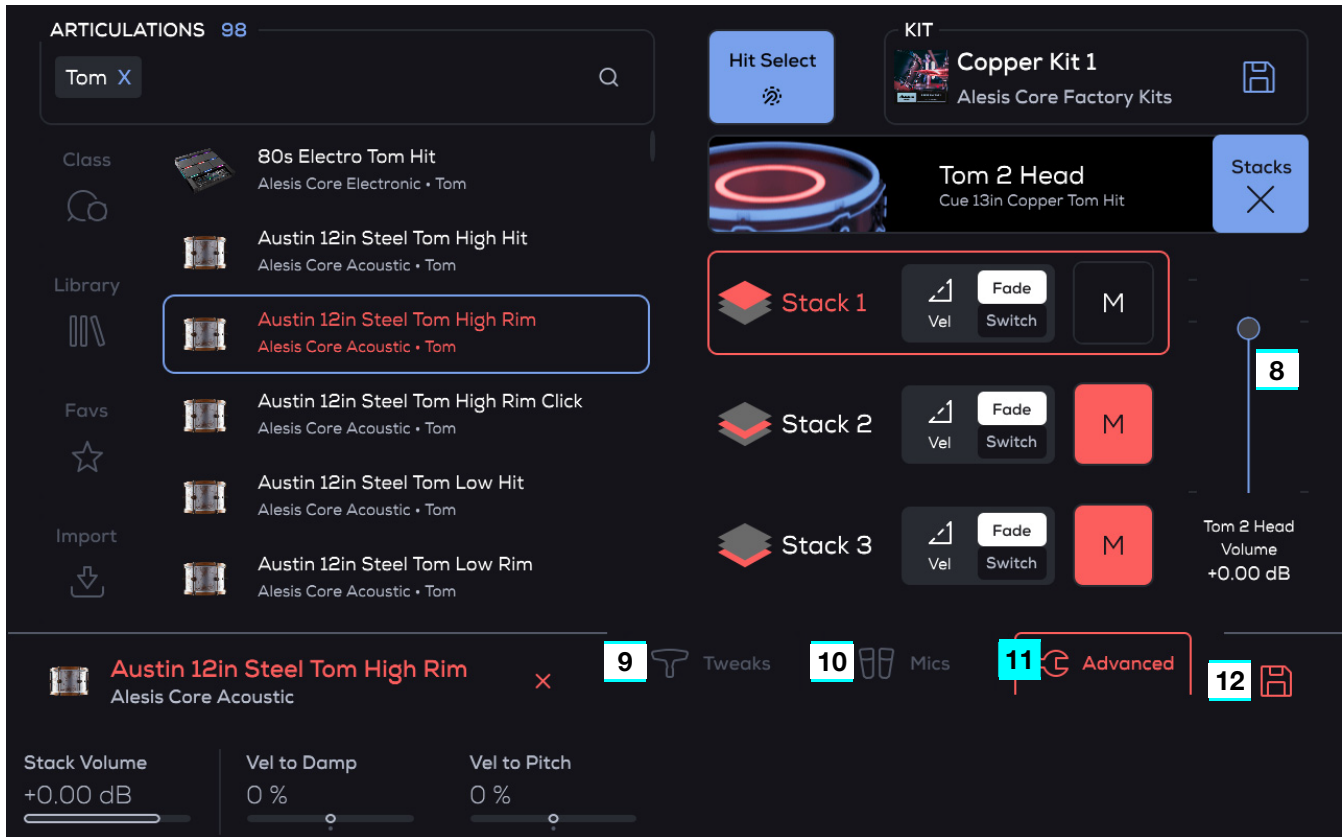 ARTICULATIONS 98
Tom X
Hit Select
KIT
Copper Kit 1
Alesis Core Factory Kits
Class
Library
Favs
Import
80s Electro Tom Hit
Alesis Core Electronic • Tom
Austin 12in Steel Tom High Hit
Alesis Core Acoustic • Tom
Austin 12in Steel Tom High Rim
Alesis Core Acoustic • Tom
Austin 12in Steel Tom High Rim Click
Alesis Core Acoustic • Tom
Austin 12in Steel Tom Low Hit
Alesis Core Acoustic • Tom
Austin 12in Steel Tom Low Rim
Alesis Core Acoustic • Tom
Tom 2 Head
Cue 13in Copper Tom Hit
Stacks
Stack 1
Vel
Fade
Switch
M
Stack 2
Vel
Fade
Switch
M
Stack 3
Vel
Fade
Switch
M
8
Tom 2 Head
Volume
+0.00 dB
Austin 12in Steel Tom High Rim
Alesis Core Acoustic
9 Tweaks
10 Mics
11 Advanced
12
Stack Volume
+0.00 dB
Vel to Damp
0 %
Vel to Pitch
0 %